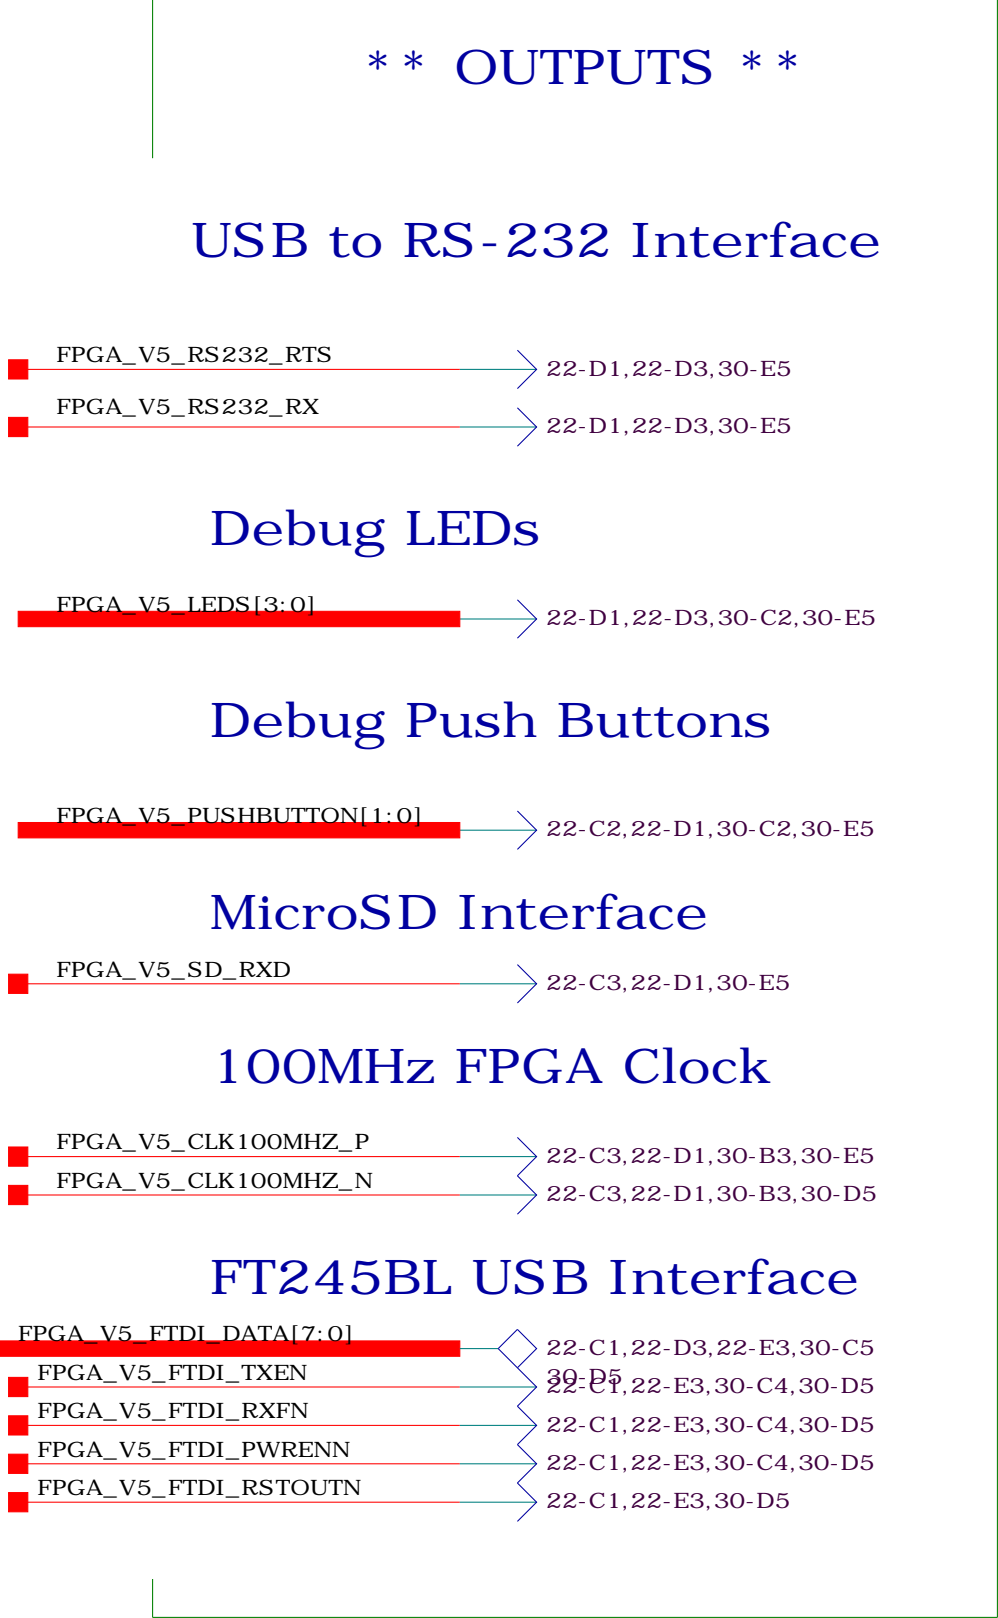 ** OUTPUTS **
USB to RS-232 Interface
FPGA_V5_RS232_RTS 22-D1,22-D3,30-E5
FPGA_V5_RS232_RX 22-D1,22-D3,30-E5
Debug LEDs
FPGA_V5_LEDS[3:0] 22-D1,22-D3,30-C2,30-E5
Debug Push Buttons
FPGA_V5_PUSHBUTTON[1:0] 22-C2,22-D1,30-C2,30-E5
MicroSD Interface
FPGA_V5_SD_RXD 22-C3,22-D1,30-E5
100MHz FPGA Clock
FPGA_V5_CLK100MHZ_P 22-C3,22-D1,30-B3,30-E5
FPGA_V5_CLK100MHZ_N 22-C3,22-D1,30-B3,30-D5
FT245BL USB Interface
FPGA_V5_FTDI_DATA[7:0] 22-C1,22-D3,22-E3,30-C5
30-D5
FPGA_V5_FTDI_TXEN 22-C1,22-E3,30-C4,30-D5
FPGA_V5_FTDI_RXFN 22-C1,22-E3,30-C4,30-D5
FPGA_V5_FTDI_PWRENN 22-C1,22-E3,30-C4,30-D5
FPGA_V5_FTDI_RSTOUTN 22-C1,22-E3,30-D5